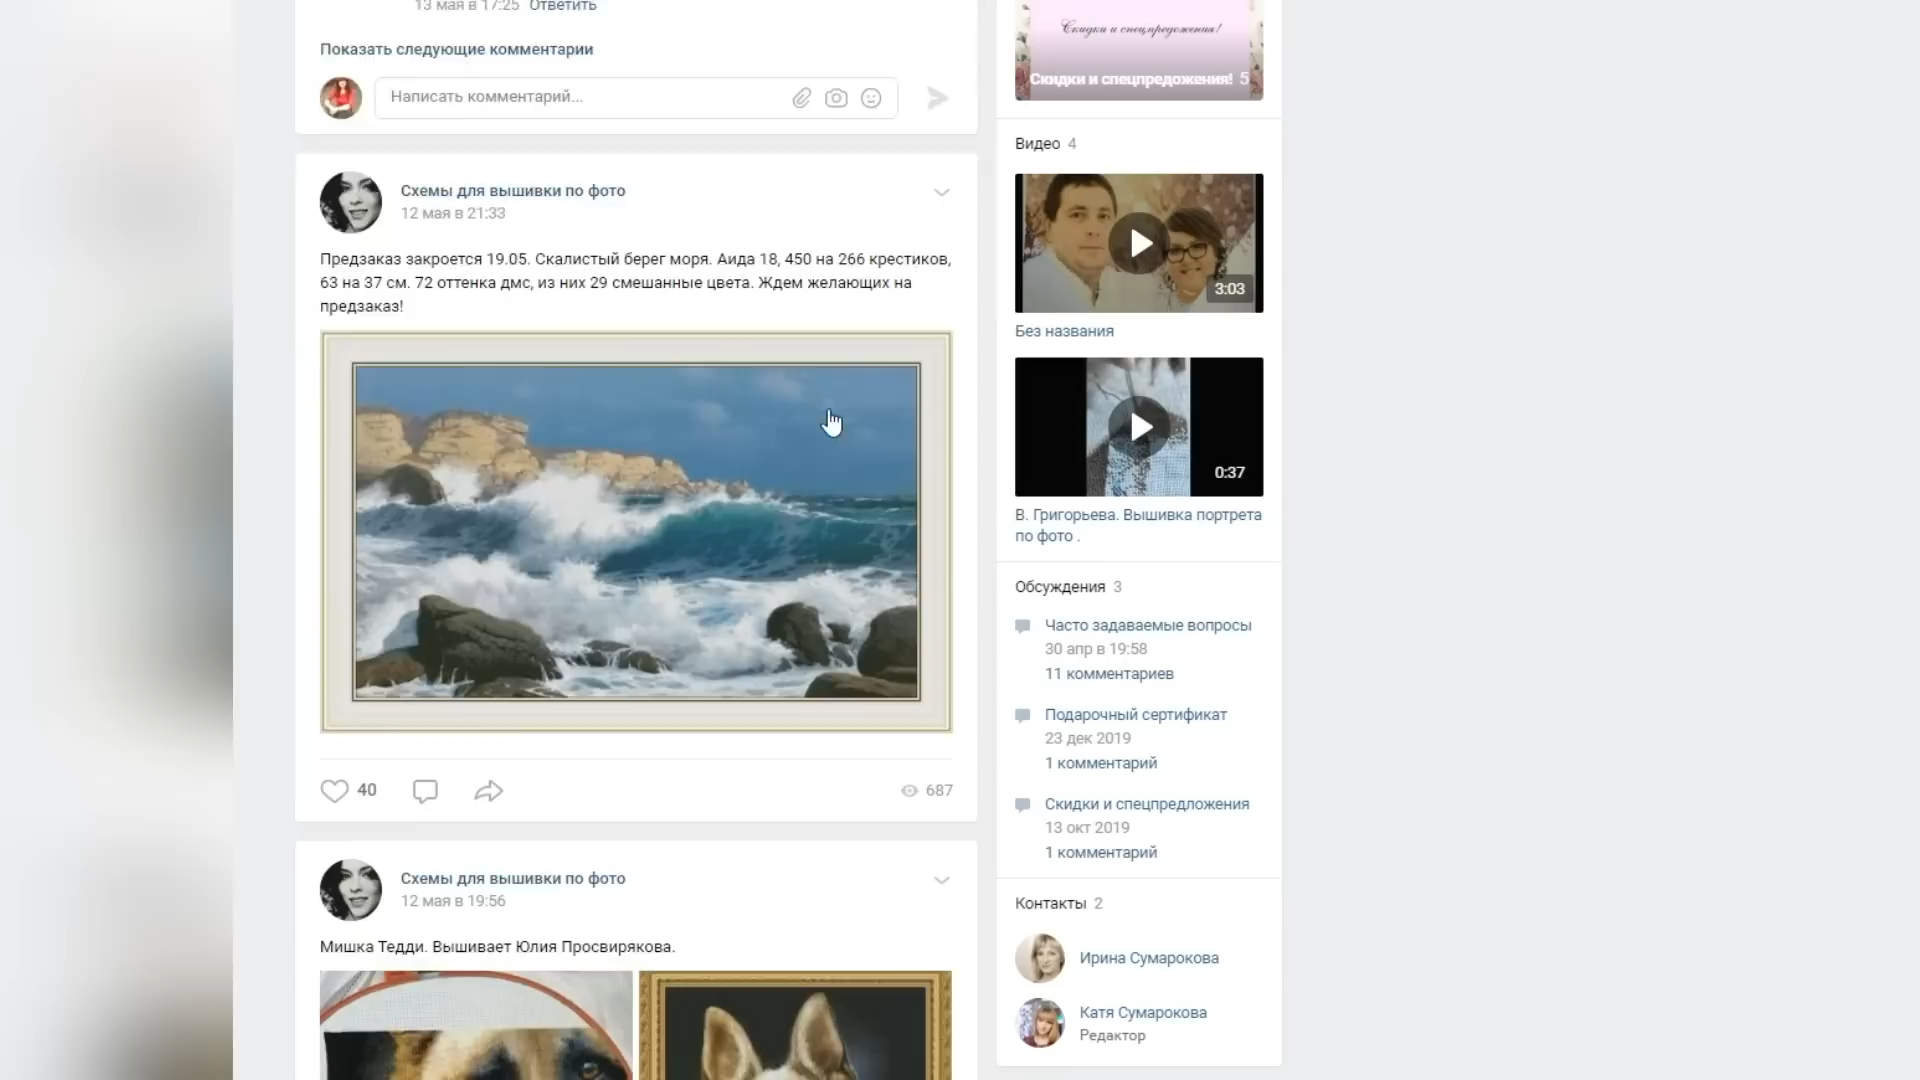 13 мая в 17:25 Ответить
Показать следующие комментарии
Написать комментарий...
Схемы для вышивки по фото
12 мая в 21:33
Предзаказ закроется 19.05. Скалистый берег моря. Аида 18, 450 на 266 крестиков,
63 на 37 см. 72 оттенка дмс, из них 29 смешанные цвета. Ждем желающих на
предзаказ!
40
687
Схемы для вышивки по фото
12 мая в 19:56
Мишка Тедди. Вышивает Юлия Просвирякова.
Скидки и спецпредожения!
Скидки и спецпредожения! 5
Видео 4
3:03
Без названия
0:37
В. Григорьева. Вышивка портрета
по фото .
Обсуждения 3
Часто задаваемые вопросы
30 апр в 19:58
11 комментариев
Подарочный сертификат
23 дек 2019
1 комментарий
Скидки и спецпредложения
13 окт 2019
1 комментарий
Контакты 2
Ирина Сумарокова
Катя Сумарокова
Редактор